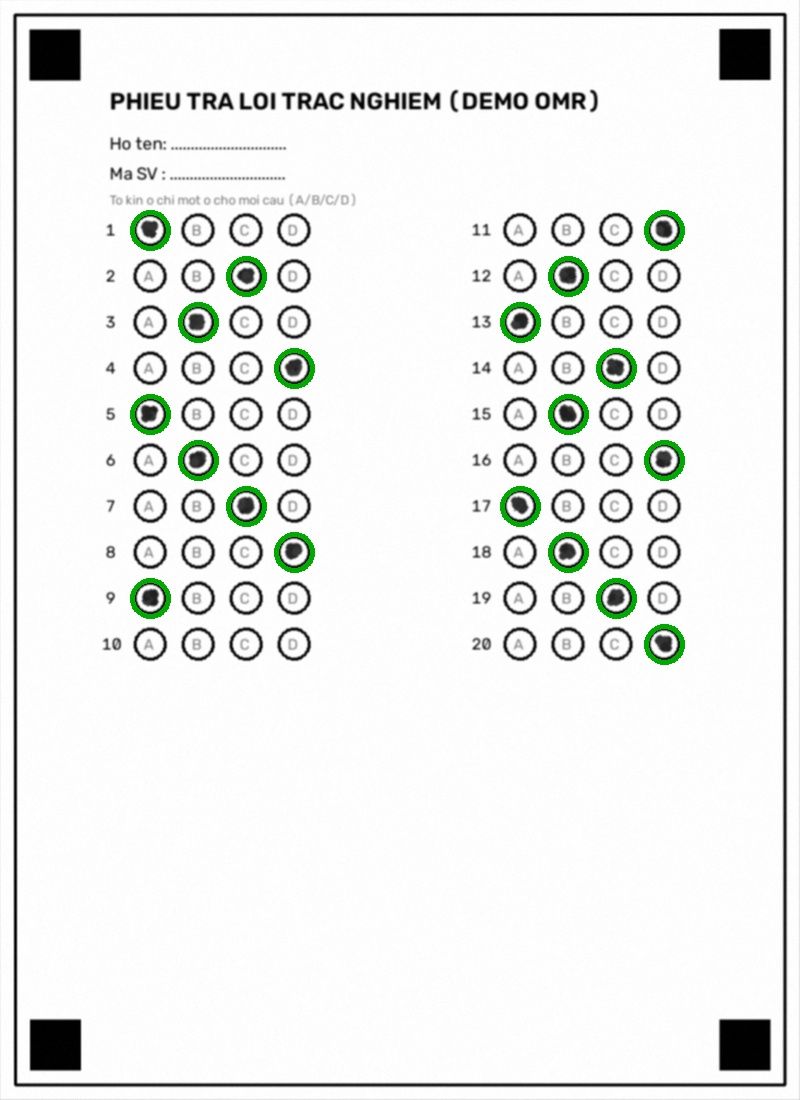 PHIEU TRA LOI TRAC NGHIEM (DEMO OMR)
Ho ten: .............................
Ma SV : .............................
To kin o chi mot o cho moi cau (A/B/C/D)
1 B C D
2 A B D
3 A C D
4 A B C
5 B C D
6 A C D
7 A B D
8 A B C
9 B C D
10 A B C D
11 A B C
12 A C D
13 B C D
14 A B D
15 A C D
16 A B C
17 B C D
18 A C D
19 A B D
20 A B C